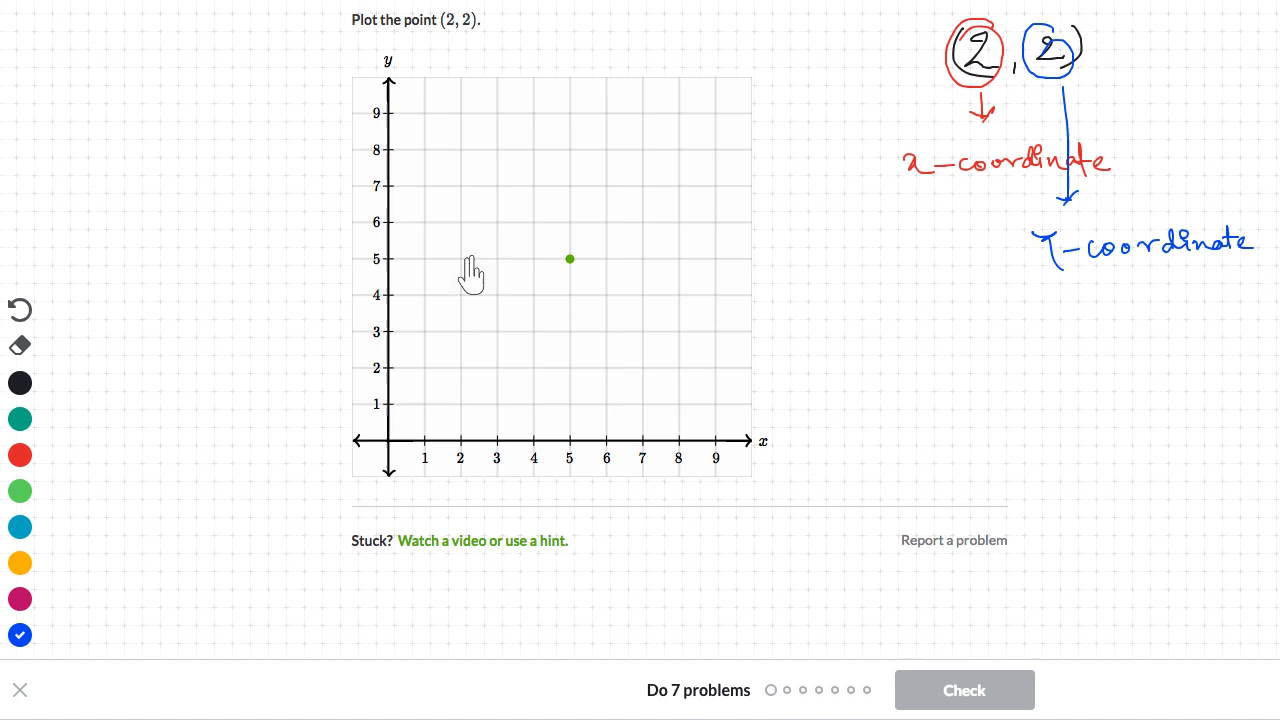 Plot the point (2, 2).
(2, 2)
x-coordinate
Y-coordinate
y
9
8
7
6
5
4
3
2
1
x
1 2 3 4 5 6 7 8 9
Stuck? Watch a video or use a hint.
Report a problem
Do 7 problems
Check